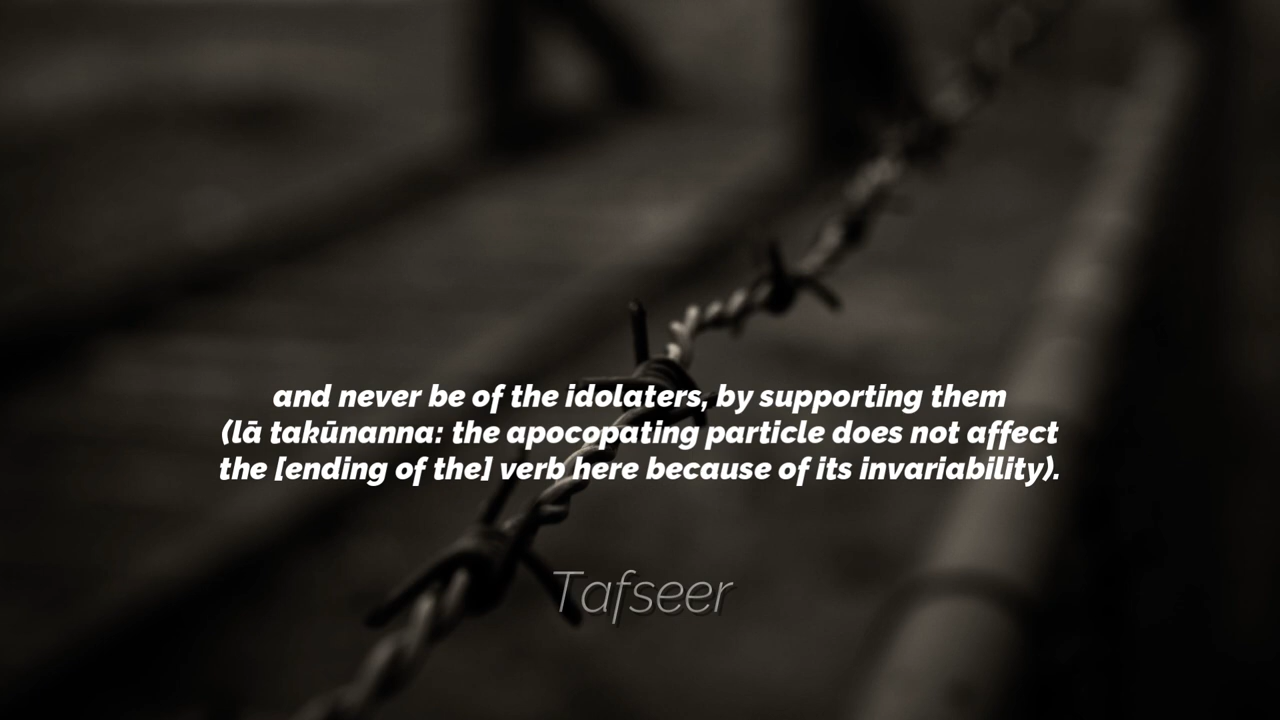 and never be of the idolaters, by supporting them
(lā takūnanna: the apocopating particle does not affect
the [ending of the] verb here because of its invariability).
Tafseer